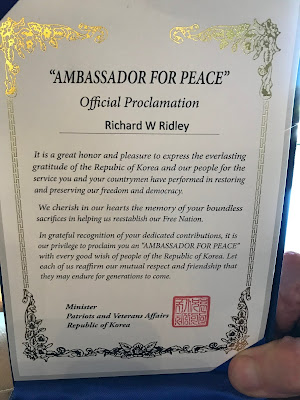 “AMBASSADOR FOR PEACE”
Official Proclamation
Richard W Ridley
It is a great honor and pleasure to express the everlasting
gratitude of the Repubic of Korea and our people for the
service you and your countrymen have performed in restoring
and preserving our freedom and democracy.
We cherish in our hearts the memory of your boundless
sacrifices in helping us reestablish our Free Nation.
In grateful recognition of your dedicated contributions, it is
our privilege to proclaim you an “AMBASSADOR FOR PEACE”
with every good wish of people of the Republic of Korea. Let
each of us reaffirm our mutual respect and friendship that
they may endure for generations to come.
Minister
Patriots and Veterans Affairs
Republic of Korea